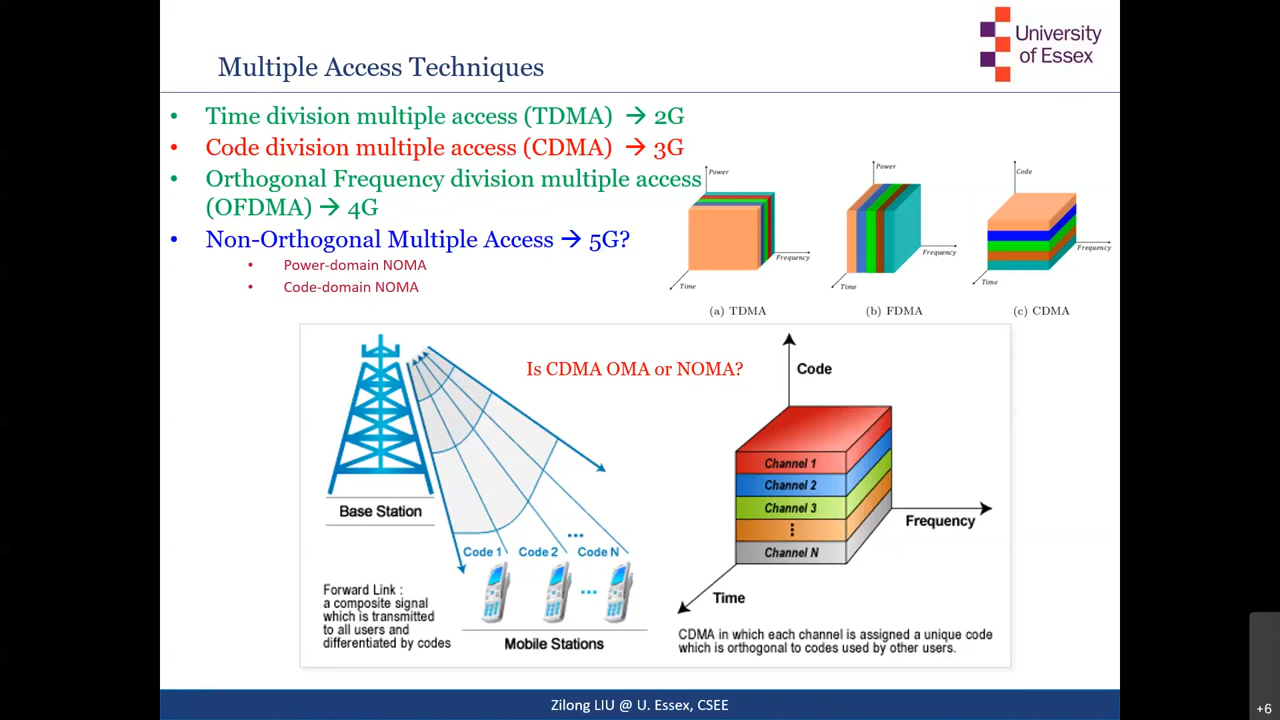 University
of Essex
Multiple Access Techniques
• Time division multiple access (TDMA) → 2G
• Code division multiple access (CDMA) → 3G
• Orthogonal Frequency division multiple access
(OFDMA) → 4G
• Non-Orthogonal Multiple Access → 5G?
• Power-domain NOMA
• Code-domain NOMA
Power
Frequency
Time
(a) TDMA
Power
Frequency
Time
(b) FDMA
Code
Frequency
Time
(c) CDMA
Is CDMA OMA or NOMA?
Base Station
Forward Link :
a composite signal
which is transmitted
to all users and
differentiated by codes
Code 1
Code 2
...
Code N
...
Mobile Stations
Code
Channel 1
Channel 2
Channel 3
⋮
Channel N
Frequency
Time
CDMA in which each channel is assigned a unique code
which is orthogonal to codes used by other users.
Zilong LIU @ U. Essex, CSEE
+6